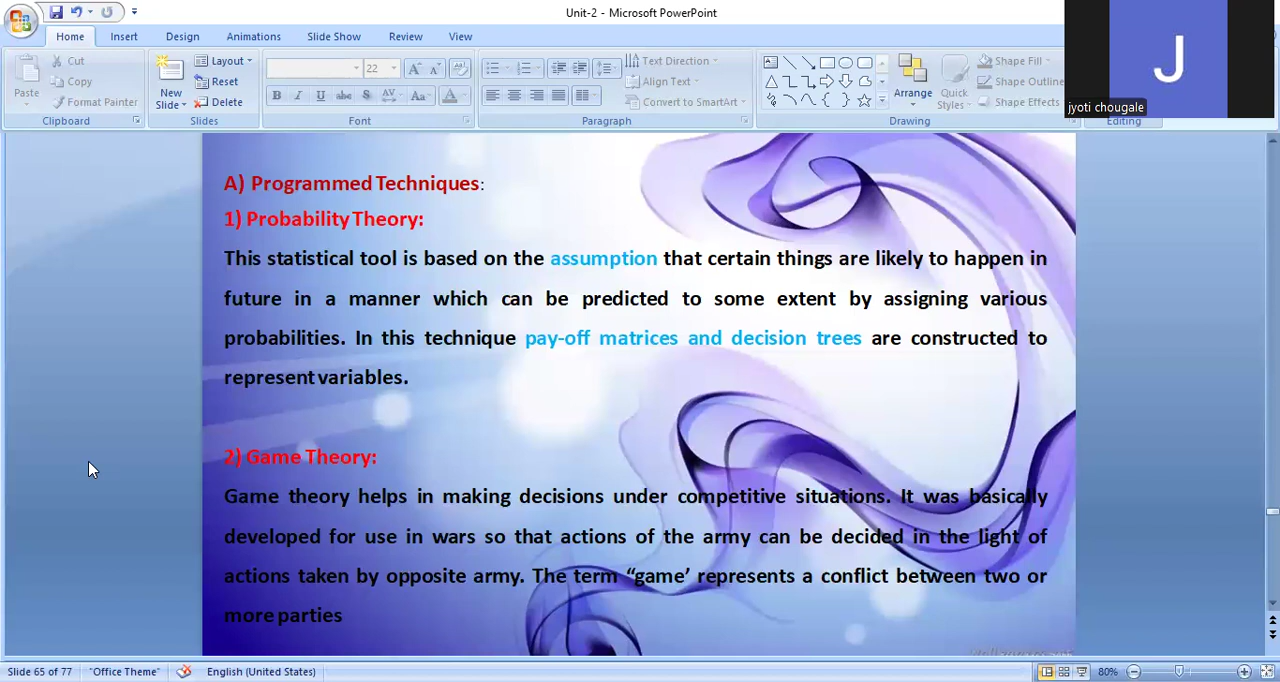 Unit-2 - Microsoft PowerPoint
Home Insert Design Animations Slide Show Review View
Paste
Cut
Copy
Format Painter
Clipboard
New
Slide
Layout
Reset
Delete
Slides
22
B I U abc S AV Aa A
Font
Text Direction
Align Text
Convert to SmartArt
Paragraph
Arrange
Quick
Styles
Shape Fill
Shape Outline
Shape Effects
Drawing
Editing
J
jyoti chougale
A) Programmed Techniques:
1) Probability Theory:
This statistical tool is based on the assumption that certain things are likely to happen in
future in a manner which can be predicted to some extent by assigning various
probabilities. In this technique pay-off matrices and decision trees are constructed to
represent variables.
2) Game Theory:
Game theory helps in making decisions under competitive situations. It was basically
developed for use in wars so that actions of the army can be decided in the light of
actions taken by opposite army. The term “game’ represents a conflict between two or
more parties
Slide 65 of 77 "Office Theme" English (United States) 80%